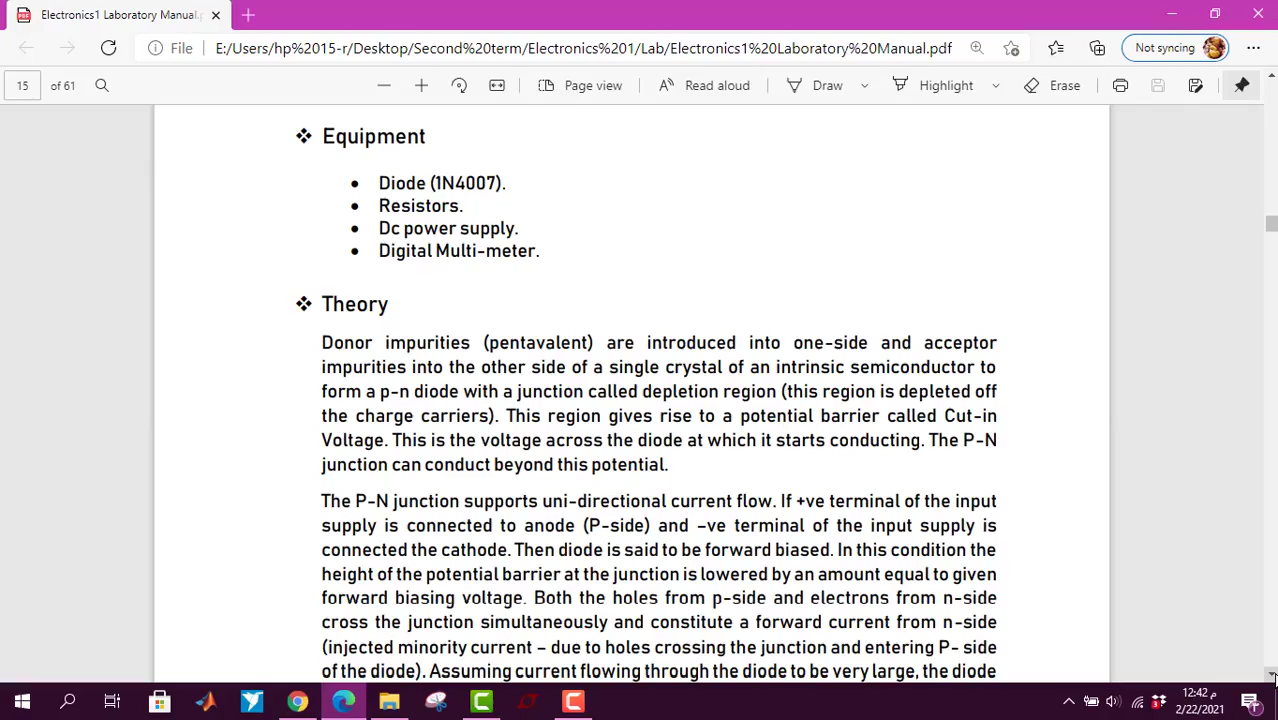 Electronics1 Laboratory Manual.p
File
E:/Users/hp%2015-r/Desktop/Second%20term/Electronics%201/Lab/Electronics1%20Laboratory%20Manual.pdf
Not syncing
15 of 61
Page view
Read aloud
Draw
Highlight
Erase
❖ Equipment
• Diode (1N4007).
• Resistors.
• Dc power supply.
• Digital Multi-meter.
❖ Theory
Donor impurities (pentavalent) are introduced into one-side and acceptor
impurities into the other side of a single crystal of an intrinsic semiconductor to
form a p-n diode with a junction called depletion region (this region is depleted off
the charge carriers). This region gives rise to a potential barrier called Cut-in
Voltage. This is the voltage across the diode at which it starts conducting. The P-N
junction can conduct beyond this potential.
The P-N junction supports uni-directional current flow. If +ve terminal of the input
supply is connected to anode (P-side) and –ve terminal of the input supply is
connected the cathode. Then diode is said to be forward biased. In this condition the
height of the potential barrier at the junction is lowered by an amount equal to given
forward biasing voltage. Both the holes from p-side and electrons from n-side
cross the junction simultaneously and constitute a forward current from n-side
(injected minority current – due to holes crossing the junction and entering P- side
of the diode). Assuming current flowing through the diode to be very large, the diode
12:42 م
2/22/2021